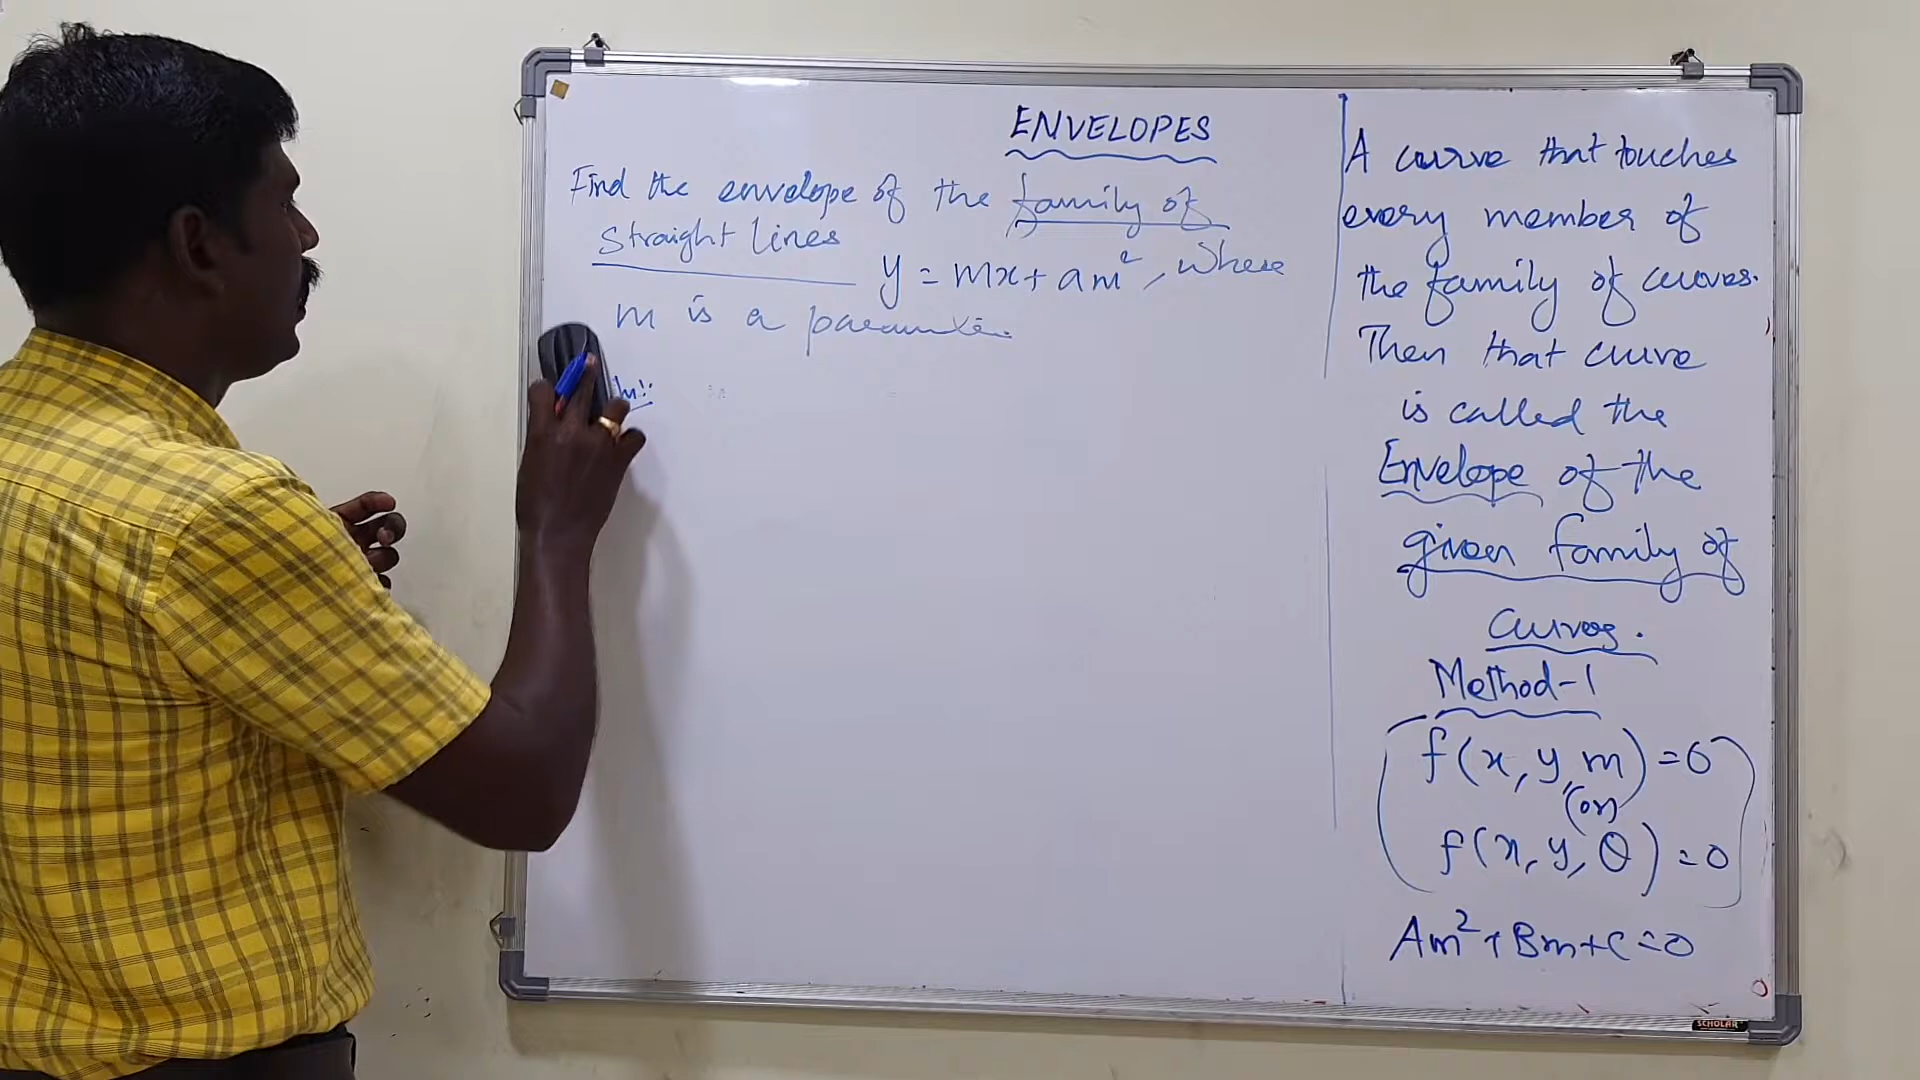 ENVELOPES
Find the envelope of the family of
straight lines
y = mx + am², where
m is a parameter.
A curve that touches
every member of
the family of curves.
Then that curve
is called the
Envelope of the
given family of
Curves.
Method-1
f(x, y, m) = 0
(or)
f(x, y, θ) = 0
Am² + Bm + C = 0
SCHOLAR